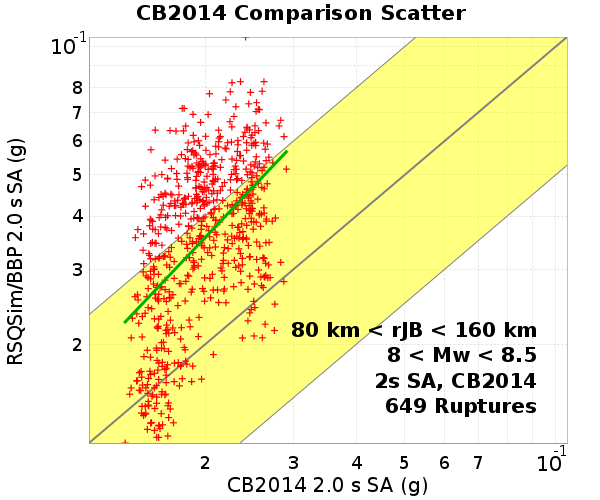 CB2014 Comparison Scatter
RSQSim/BBP 2.0 s SA (g)
10-1
8
7
6
5
4
3
2
80 km < rJB < 160 km
8 < Mw < 8.5
2s SA, CB2014
649 Ruptures
2 3 4 5 6 7 10-1
CB2014 2.0 s SA (g)